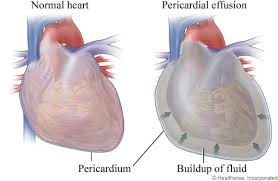 Normal heart
Pericardial effusion
Pericardium
Buildup of fluid
© Healthwise, Incorporated